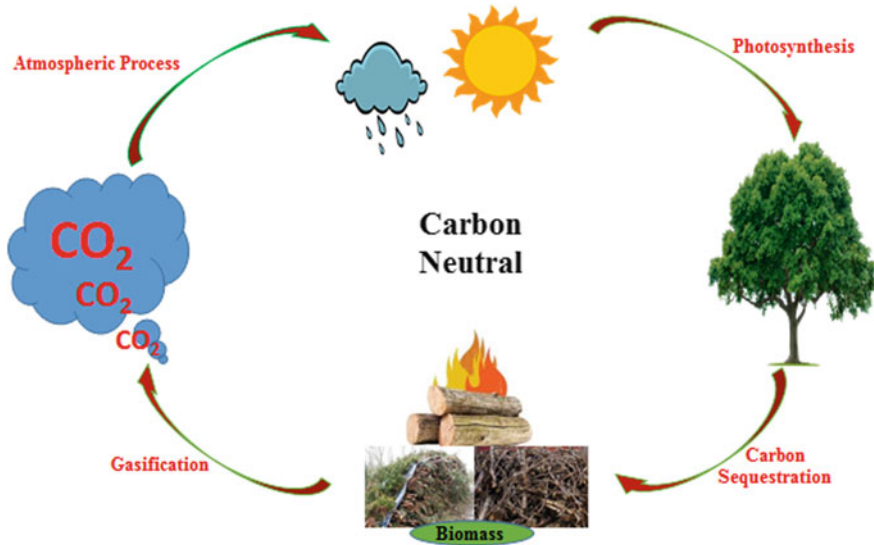 Atmospheric Process
Photosynthesis
CO₂
CO₂
CO₂
Carbon
Neutral
Gasification
Carbon
Sequestration
Biomass